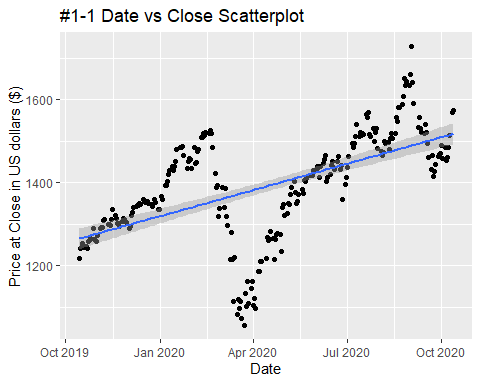 #1-1 Date vs Close Scatterplot
Price at Close in US dollars ($)
1600
1400
1200
Oct 2019
Jan 2020
Apr 2020
Jul 2020
Oct 2020
Date